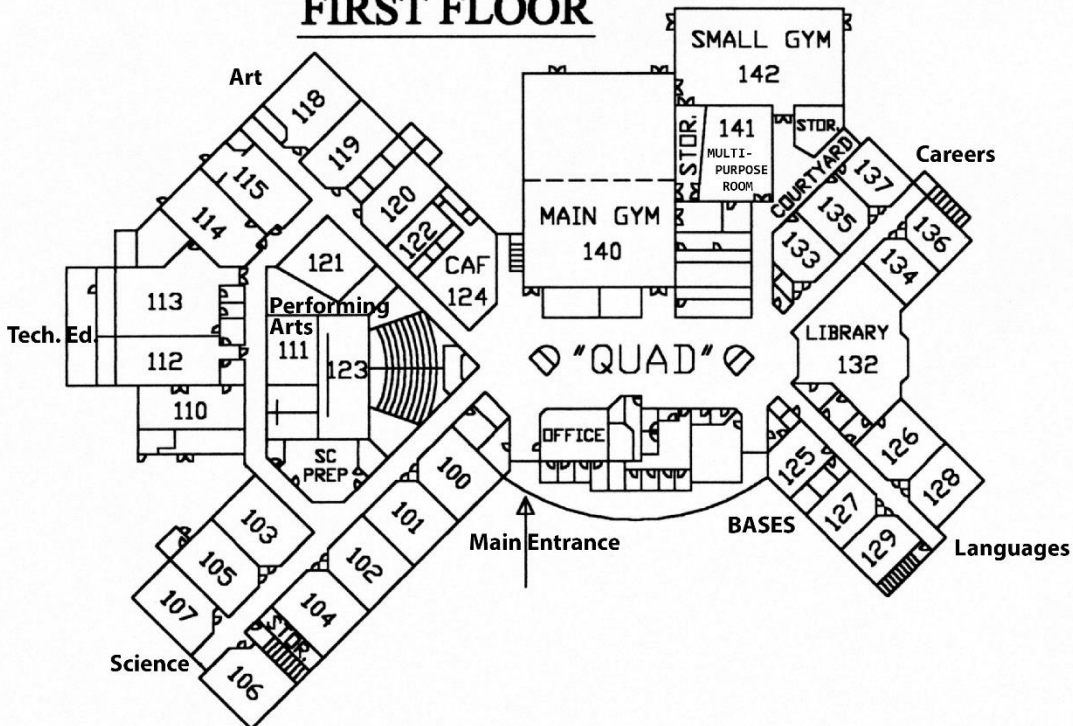 FIRST FLOOR
SMALL GYM
142
Art
118
119
STOR.
141
MULTI-
PURPOSE
ROOM
STOR.
COURTYARD
137
Careers
115
120
135
136
114
122
MAIN GYM
140
133
134
121
CAF
124
113
Performing
Arts
Tech. Ed.
111
123
112
"QUAD"
LIBRARY
132
110
OFFICE
SC
PREP
100
125
126
128
101
127
103
BASES
129
Main Entrance
Languages
102
105
104
107
STOR.
Science
106